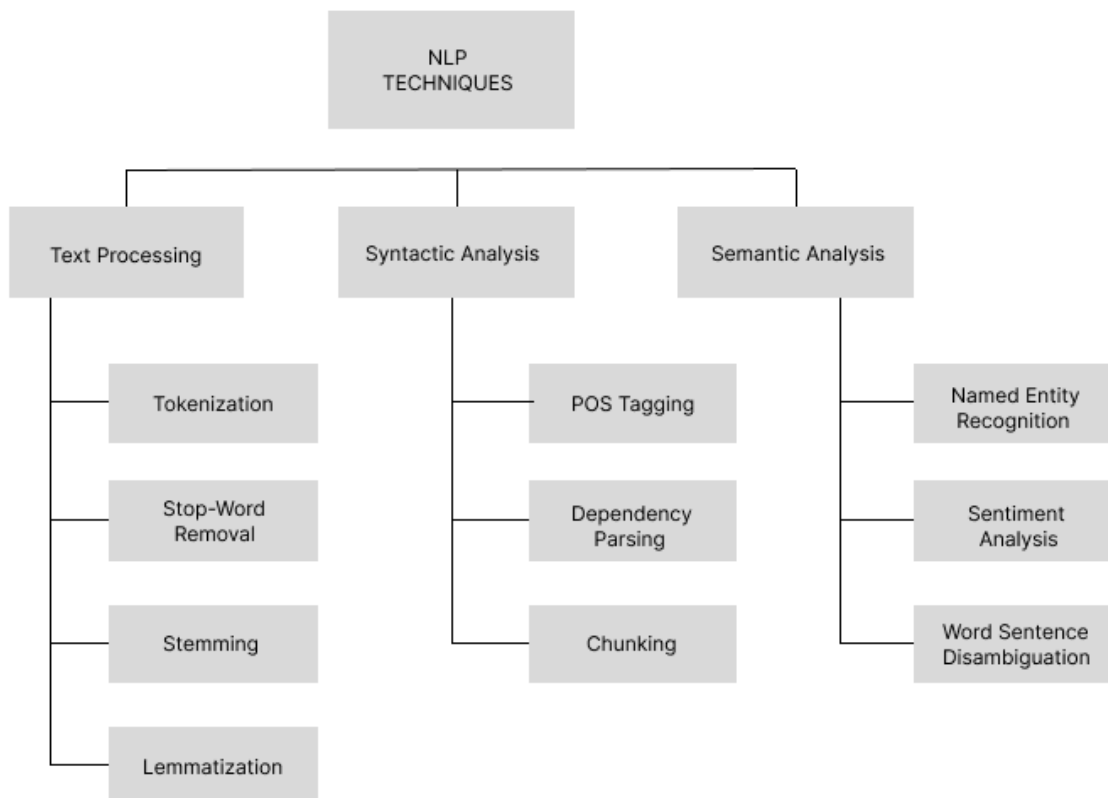 NLP
TECHNIQUES
Text Processing
Syntactic Analysis
Semantic Analysis
Tokenization
Stop-Word
Removal
Stemming
Lemmatization
POS Tagging
Dependency
Parsing
Chunking
Named Entity
Recognition
Sentiment
Analysis
Word Sentence
Disambiguation